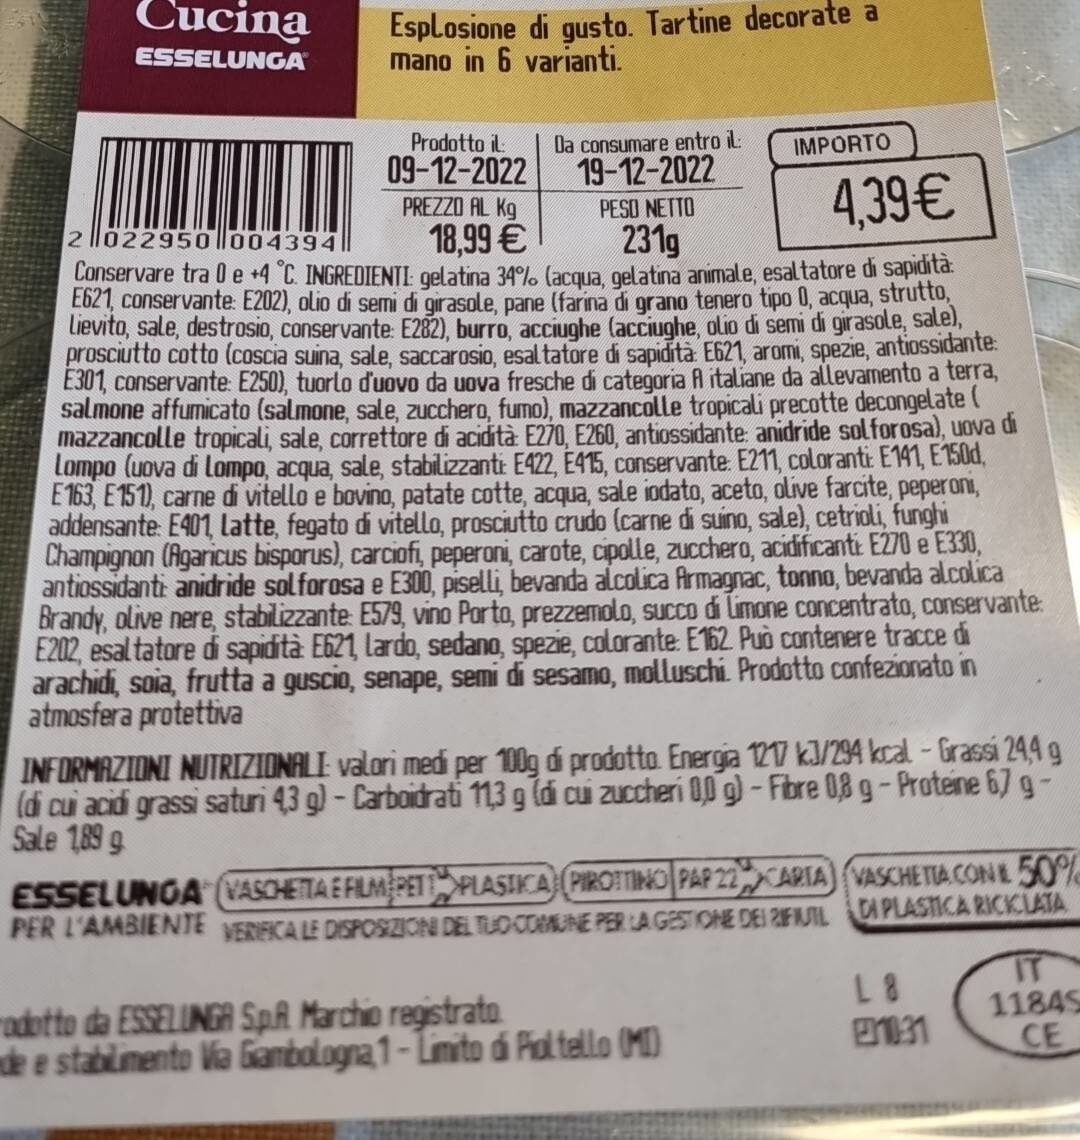 Cucina
ESSELUNGA
Esplosione di gusto. Tartine decorate a
mano in 6 varianti.
Prodotto il:
09-12-2022
Da consumare entro il:
19-12-2022
IMPORTO
4,39€
PREZZO AL Kg
18,99 €
PESO NETTO
231g
2 022950 004394
Conservare tra 0 e +4 °C. INGREDIENTI: gelatina 34% (acqua, gelatina animale, esaltatore di sapidità:
E621, conservante: E202), olio di semi di girasole, pane (farina di grano tenero tipo 0, acqua, strutto,
lievito, sale, destrosio, conservante: E282), burro, acciughe (acciughe, olio di semi di girasole, sale),
prosciutto cotto (coscia suina, sale, saccarosio, esaltatore di sapidità: E621, aromi, spezie, antiossidante:
E301, conservante: E250), tuorlo d'uovo da uova fresche di categoria A italiane da allevamento a terra,
salmone affumicato (salmone, sale, zucchero, fumo), mazzancolle tropicali precotte decongelate (
mazzancolle tropicali, sale, correttore di acidità: E270, E260, antiossidante: anidride solforosa), uova di
lompo (uova di lompo, acqua, sale, stabilizzanti: E422, E415, conservante: E211, coloranti: E141, E150d,
E163, E151), carne di vitello e bovino, patate cotte, acqua, sale iodato, aceto, olive farcite, peperoni,
addensante: E401, latte, fegato di vitello, prosciutto crudo (carne di suino, sale), cetrioli, funghi
Champignon (Agaricus bisporus), carciofi, peperoni, carote, cipolle, zucchero, acidificanti: E270 e E330,
antiossidanti: anidride solforosa e E300, piselli, bevanda alcolica Armagnac, tonno, bevanda alcolica
Brandy, olive nere, stabilizzante: E579, vino Porto, prezzemolo, succo di limone concentrato, conservante:
E202, esaltatore di sapidità: E621, lardo, sedano, spezie, colorante: E162. Può contenere tracce di
arachidi, soia, frutta a guscio, senape, semi di sesamo, molluschi. Prodotto confezionato in
atmosfera protettiva
INFORMAZIONI NUTRIZIONALI: valori medi per 100g di prodotto. Energia 1217 kJ/294 kcal - Grassi 24,4 g
(di cui acidi grassi saturi 4,3 g) - Carboidrati 11,3 g (di cui zuccheri 0,0 g) - Fibre 0,8 g - Proteine 6,7 g -
Sale 1,89 g.
ESSELUNGA
PER L'AMBIENTE
VASCHETTA E FILM PET 1 PLASTICA
PIROTTINO PAP 22 CARTA
VASCHETTA CON IL 50%
DI PLASTICA RICICLATA
VERIFICA LE DISPOSIZIONI DEL TUO COMUNE PER LA GESTIONE DEI RIFIUTI.
rodotto da ESSELUNGA S.p.A. Marchio registrato.
de e stabilimento Via Giambologna,1 - Limito di Pioltello (MI)
L 8
IT
1184S
CE